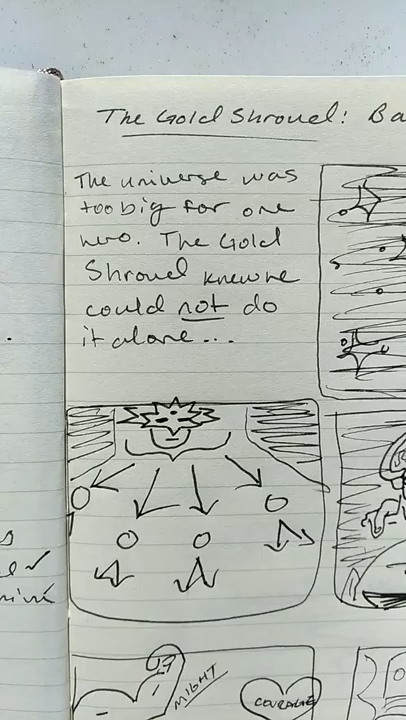 The Gold Shroud: Ba
The universe was
too big for one
hero. The Gold
Shroud knew he
could not do
it alone...
MIGHT
COURAGE